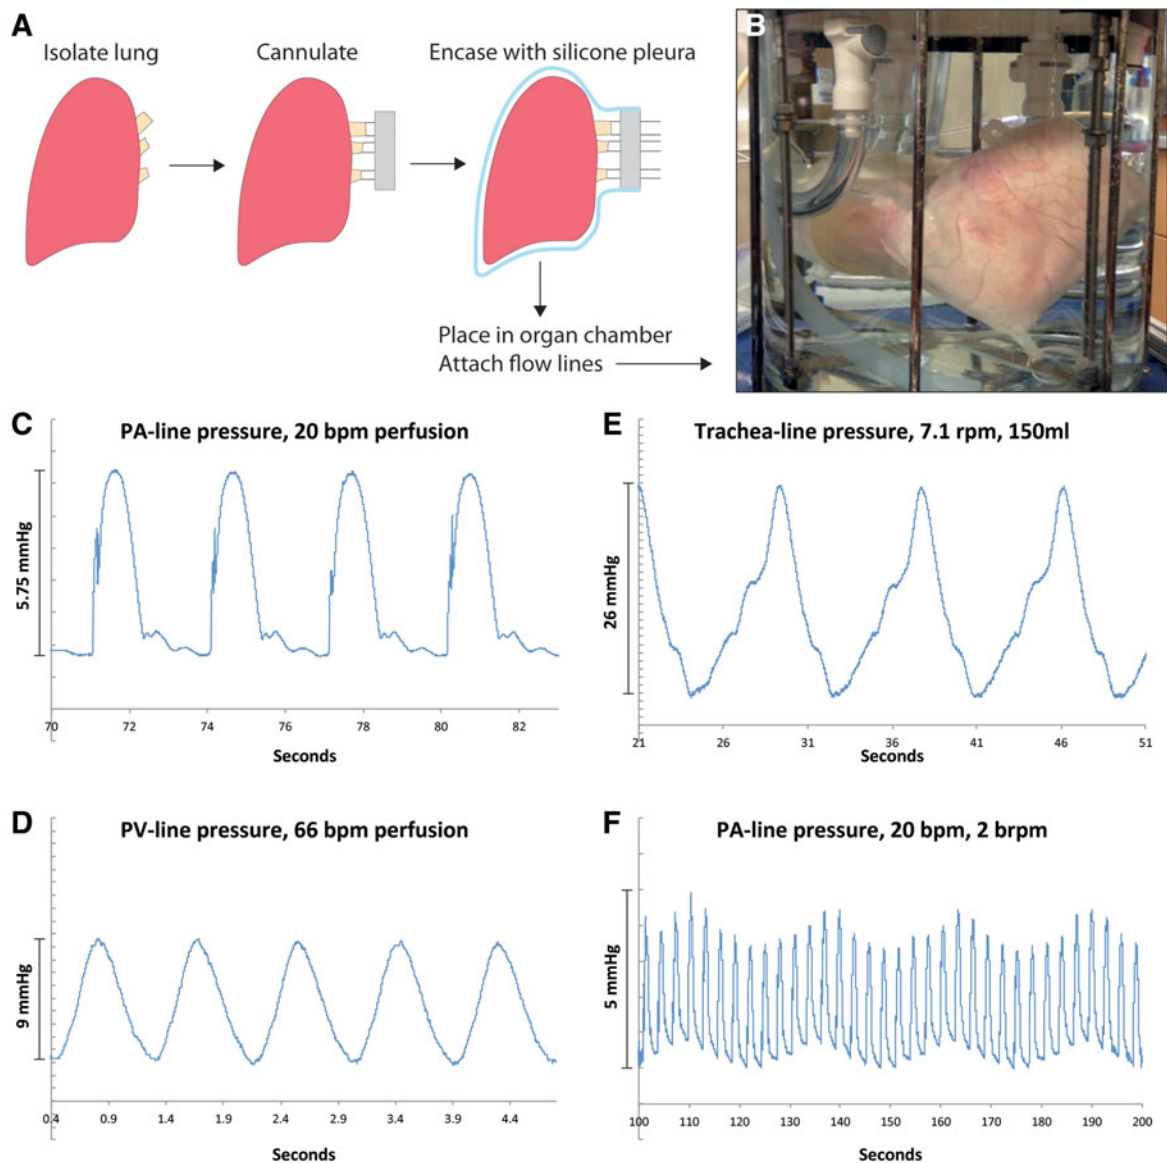 A
Isolate lung
Cannulate
Encase with silicone pleura
Place in organ chamber
Attach flow lines
B
C
PA-line pressure, 20 bpm perfusion
5.75 mmHg
70 72 74 76 78 80 82
Seconds
E
Trachea-line pressure, 7.1 rpm, 150ml
26 mmHg
21 26 31 36 41 46 51
Seconds
D
PV-line pressure, 66 bpm perfusion
9 mmHg
0.4 0.9 1.4 1.9 2.4 2.9 3.4 3.9 4.4
Seconds
F
PA-line pressure, 20 bpm, 2 brpm
5 mmHg
100 110 120 130 140 150 160 170 180 190 200
Seconds